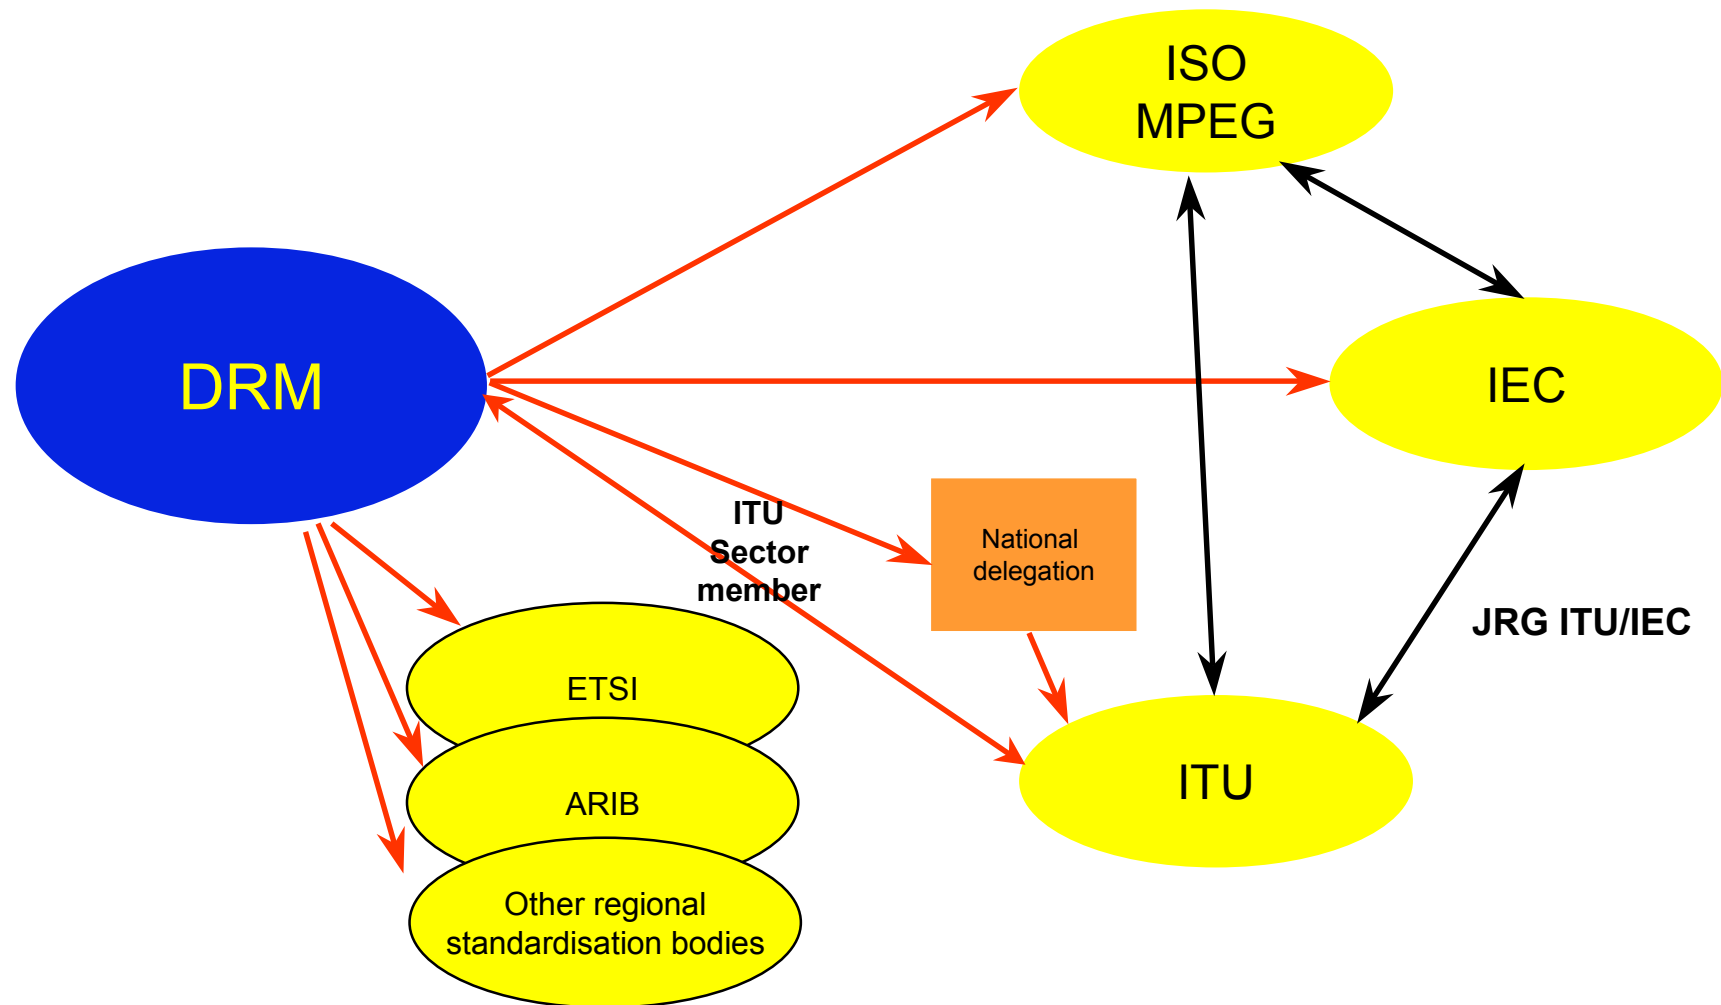 ISO
MPEG
DRM
IEC
ITU
Sector
member
National
delegation
JRG ITU/IEC
ETSI
ITU
ARIB
Other regional
standardisation bodies